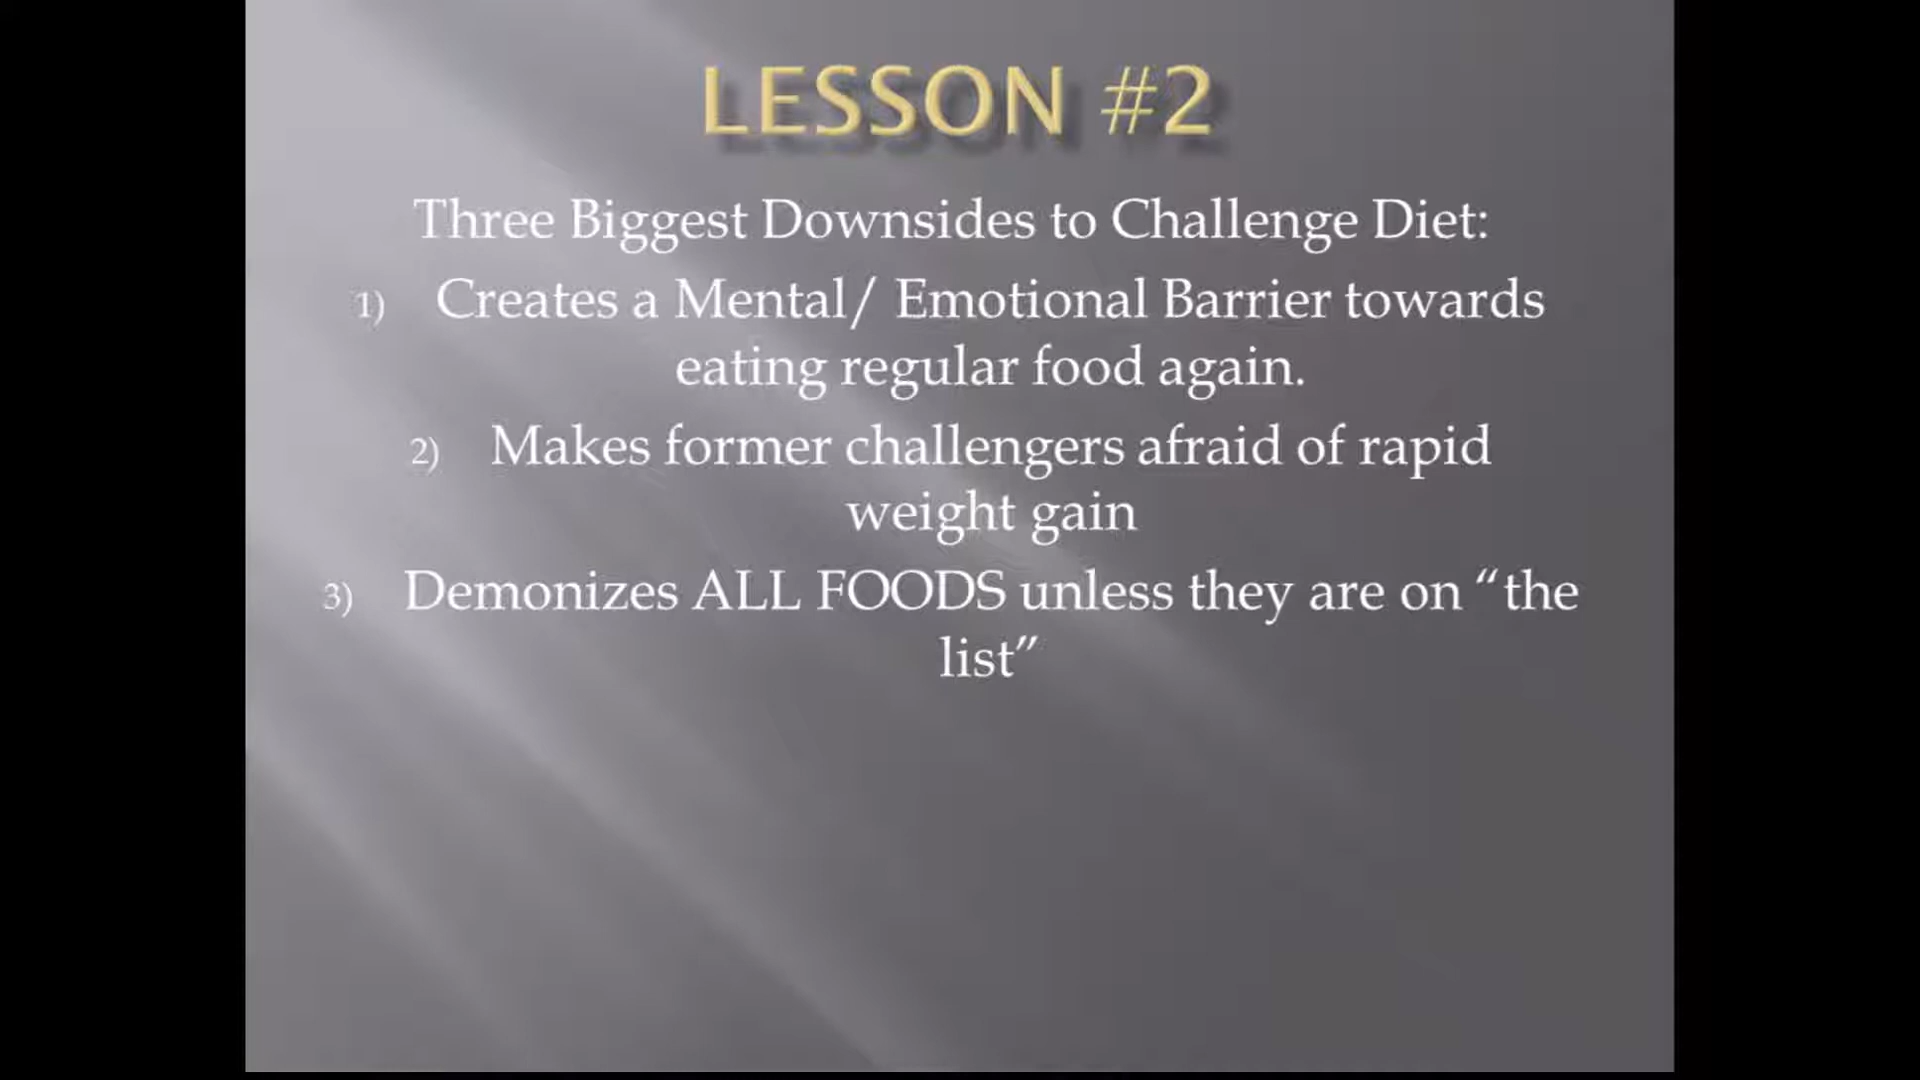 LESSON #2
Three Biggest Downsides to Challenge Diet:
1) Creates a Mental/ Emotional Barrier towards
eating regular food again.
2) Makes former challengers afraid of rapid
weight gain
3) Demonizes ALL FOODS unless they are on “the
list”